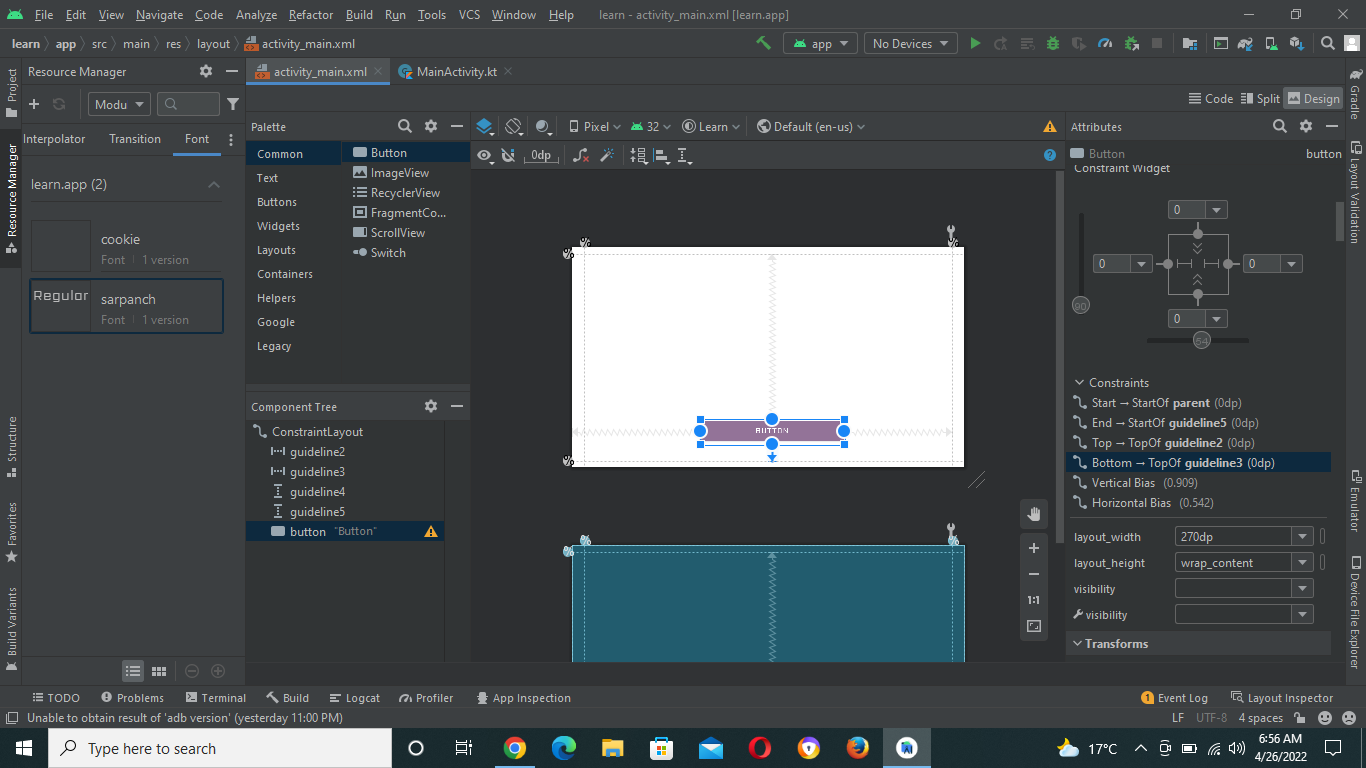 File Edit View Navigate Code Analyze Refactor Build Run Tools VCS Window Help learn - activity_main.xml [learn.app]
learn app src main res layout activity_main.xml app No Devices
Project
Resource Manager
Structure
Favorites
Build Variants
Resource Manager
Modu
Interpolator Transition Font
learn.app (2)
cookie
Font 1 version
Regular
sarpanch
Font 1 version
activity_main.xml MainActivity.kt
Code Split Design
Palette
Common
Text
Buttons
Widgets
Layouts
Containers
Helpers
Google
Legacy
Button
ImageView
RecyclerView
FragmentCo...
ScrollView
Switch
Component Tree
ConstraintLayout
guideline2
guideline3
guideline4
guideline5
button "Button"
Pixel 32 Learn Default (en-us)
0dp
BUTTON
1:1
Attributes
Button button
Constraint Widget
0
0 0
0
90
54
Constraints
Start → StartOf parent (0dp)
End → StartOf guideline5 (0dp)
Top → TopOf guideline2 (0dp)
Bottom → TopOf guideline3 (0dp)
Vertical Bias (0.909)
Horizontal Bias (0.542)
layout_width 270dp
layout_height wrap_content
visibility
visibility
Transforms
Gradle
Layout Validation
Emulator
Device File Explorer
TODO Problems Terminal Build Logcat Profiler App Inspection 1 Event Log Layout Inspector
Unable to obtain result of 'adb version' (yesterday 11:00 PM) LF UTF-8 4 spaces
Type here to search 17°C 6:56 AM
4/26/2022